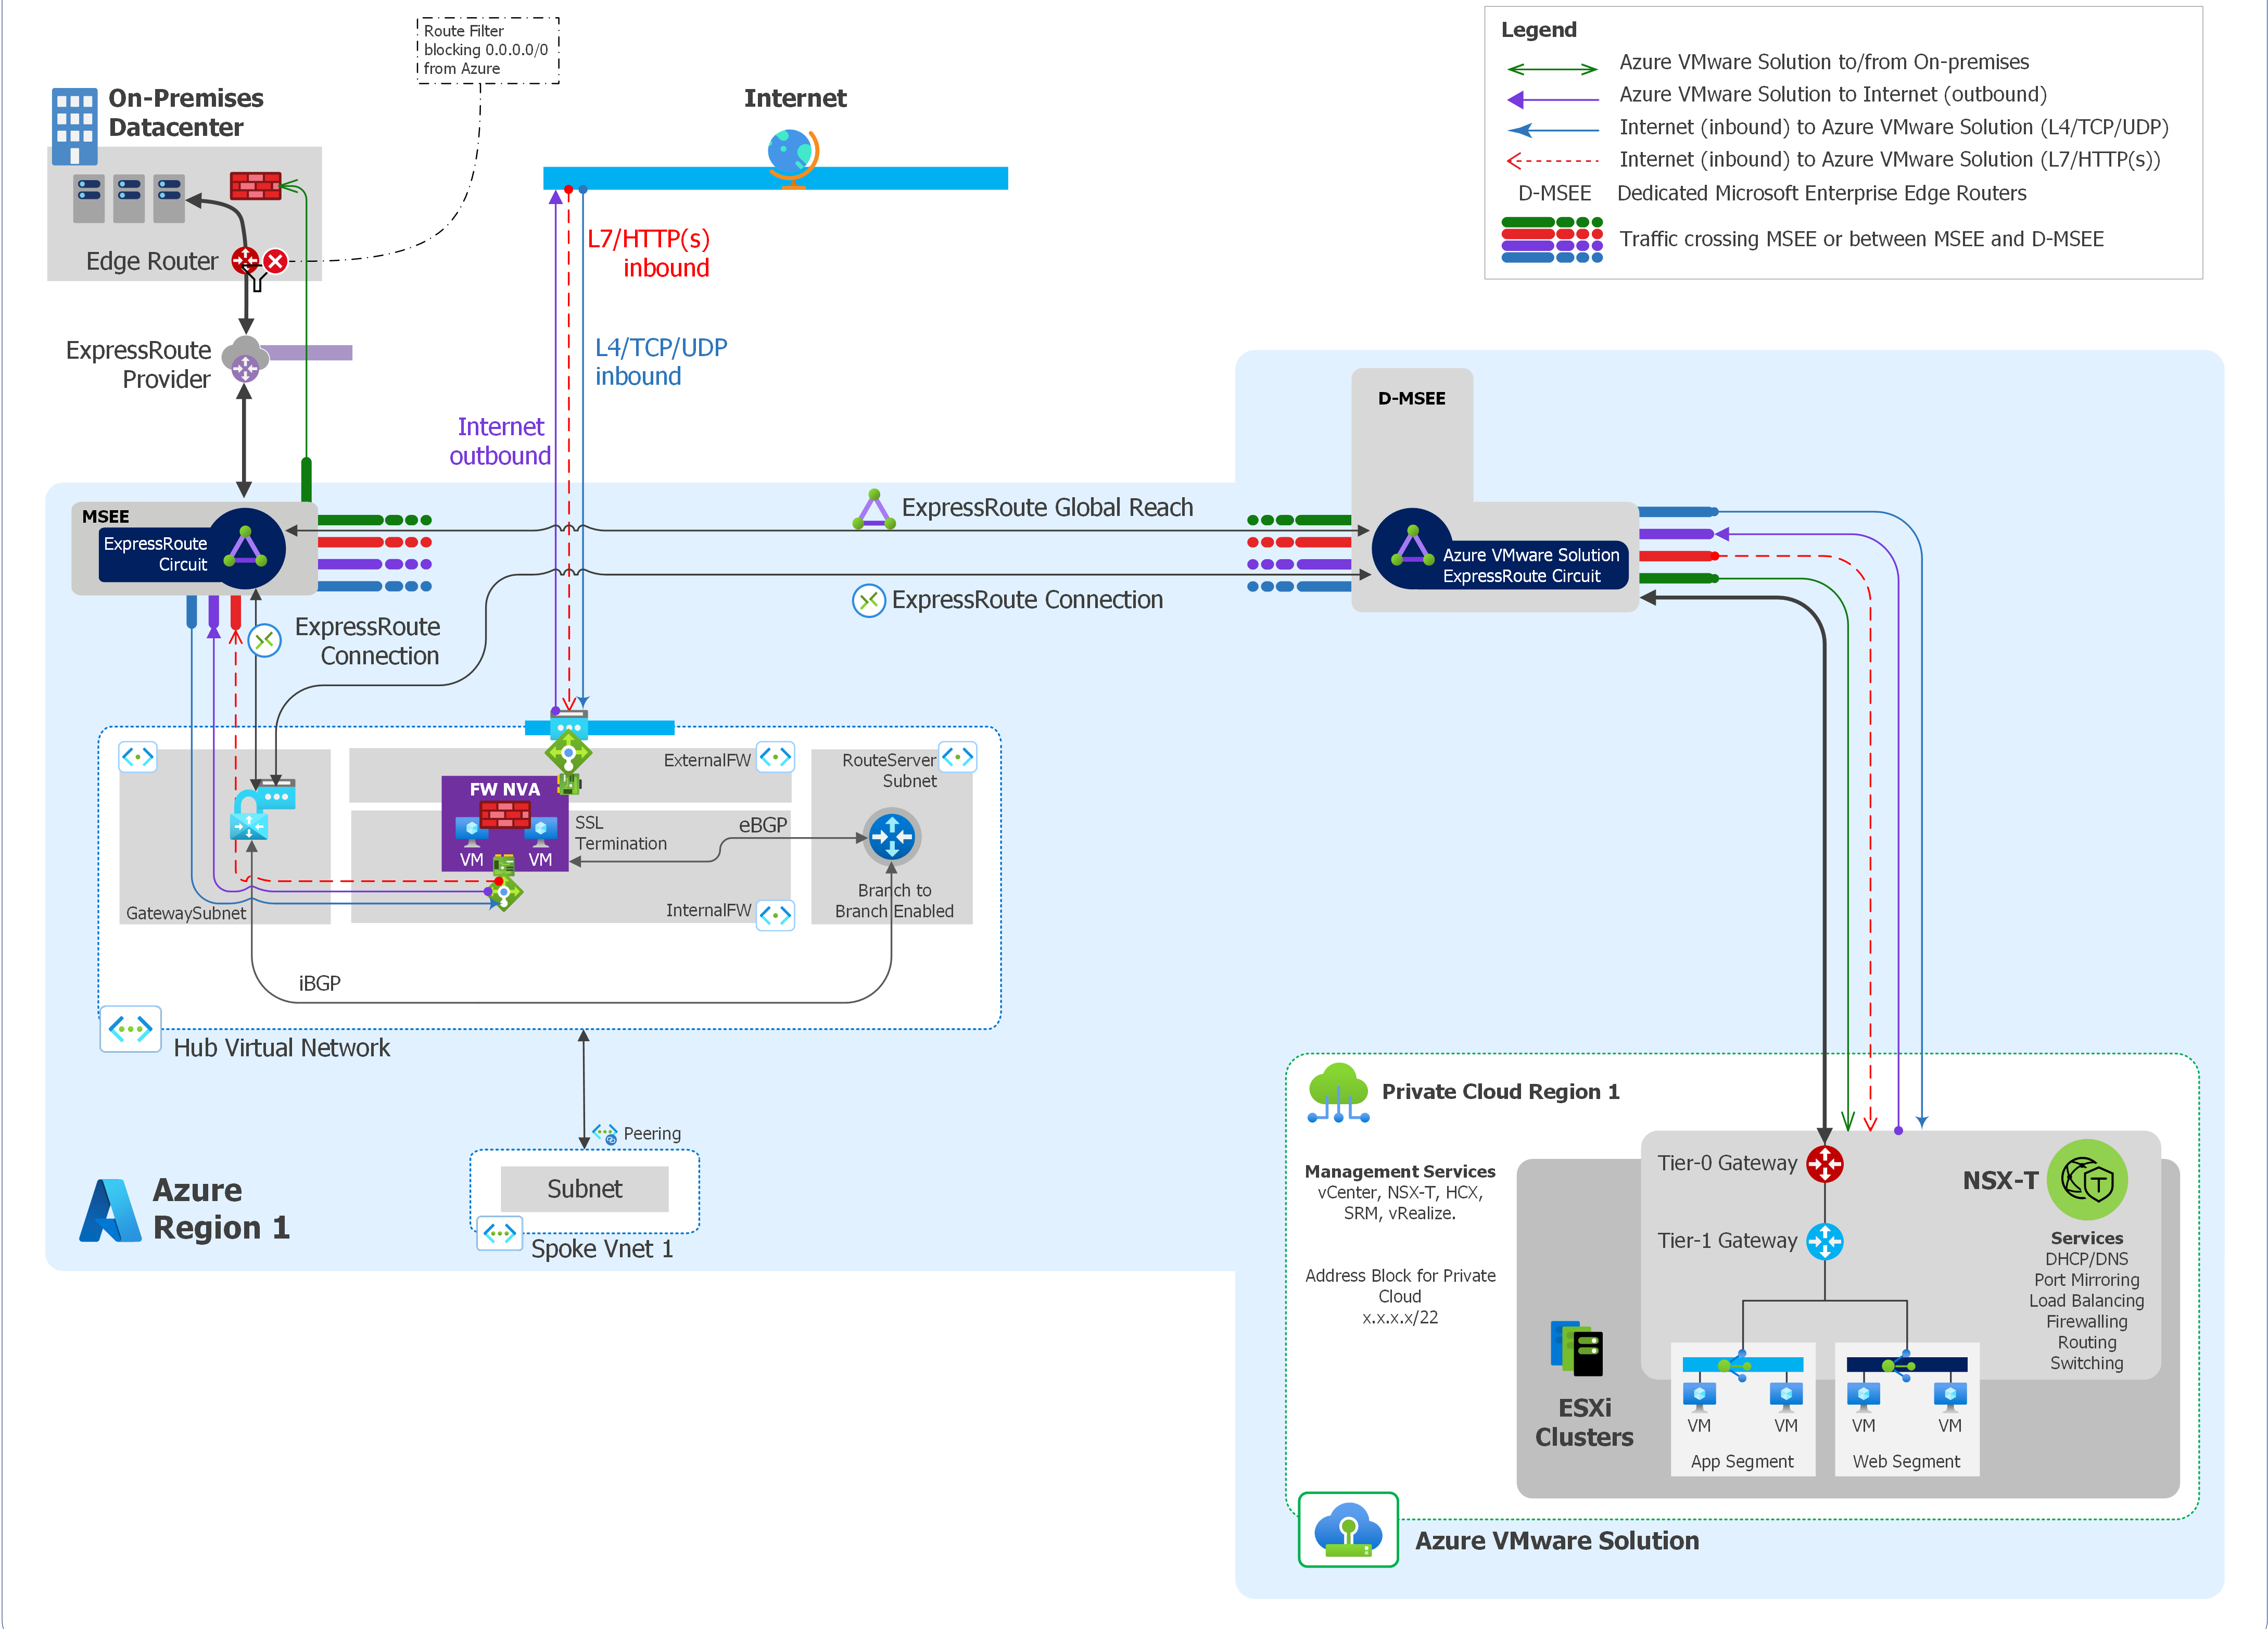 Route Filter
blocking 0.0.0.0/0
from Azure
On-Premises
Datacenter
Edge Router
Internet
Legend
Azure VMware Solution to/from On-premises
Azure VMware Solution to Internet (outbound)
Internet (inbound) to Azure VMware Solution (L4/TCP/UDP)
Internet (inbound) to Azure VMware Solution (L7/HTTP(s))
D-MSEE Dedicated Microsoft Enterprise Edge Routers
Traffic crossing MSEE or between MSEE and D-MSEE
L7/HTTP(s)
inbound
L4/TCP/UDP
inbound
Internet
outbound
ExpressRoute
Provider
MSEE
ExpressRoute
Circuit
ExpressRoute Global Reach
ExpressRoute Connection
ExpressRoute
Connection
D-MSEE
Azure VMware Solution
ExpressRoute Circuit
GatewaySubnet
ExternalFW
FW NVA
VM
VM
SSL
Termination
InternalFW
eBGP
RouteServer
Subnet
Branch to
Branch Enabled
iBGP
Hub Virtual Network
Peering
Subnet
Spoke Vnet 1
Azure
Region 1
Private Cloud Region 1
Management Services
vCenter, NSX-T, HCX,
SRM, vRealize.
Address Block for Private
Cloud
x.x.x.x/22
Tier-0 Gateway
Tier-1 Gateway
NSX-T
T
Services
DHCP/DNS
Port Mirroring
Load Balancing
Firewalling
Routing
Switching
ESXi
Clusters
VM
VM
App Segment
VM
VM
Web Segment
Azure VMware Solution